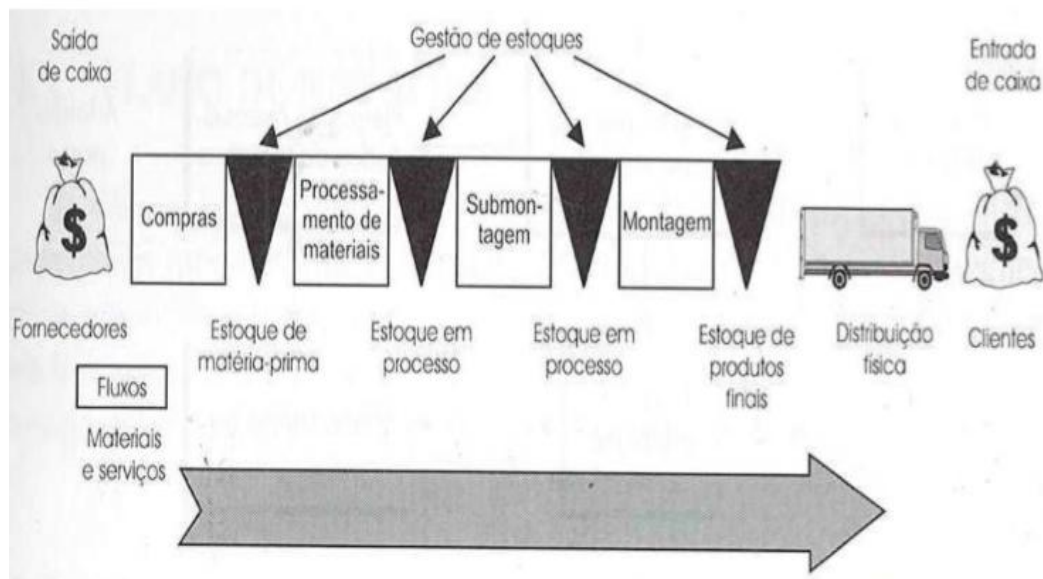 Saída
de caixa
Gestão de estoques
Entrada
de caixa
$
Compras
Processa-
mento de
materiais
Submon-
tagem
Montagem
$
Fornecedores
Estoque de
matéria-prima
Estoque em
processo
Estoque em
processo
Estoque de
produtos
finais
Distribuição
física
Clientes
Fluxos
Materiais
e serviços